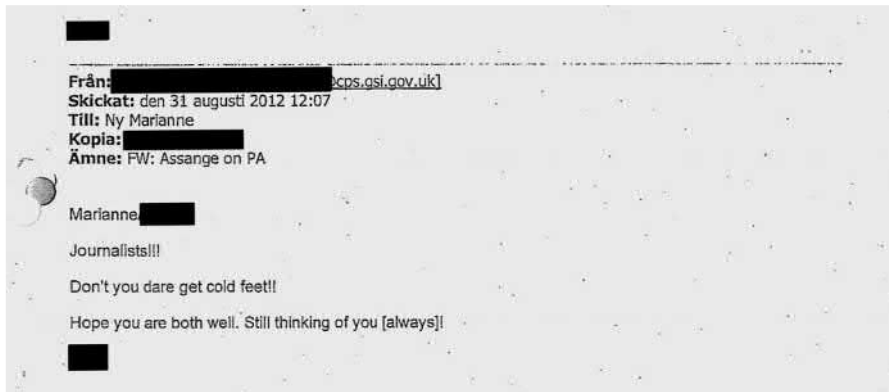 Från: @cps.gsi.gov.uk]
Skickat: den 31 augusti 2012 12:07
Till: Ny Marianne
Kopia:
Ämne: FW: Assange on PA
Marianne/
Journalists!!!
Don't you dare get cold feet!!
Hope you are both well. Still thinking of you [always]!